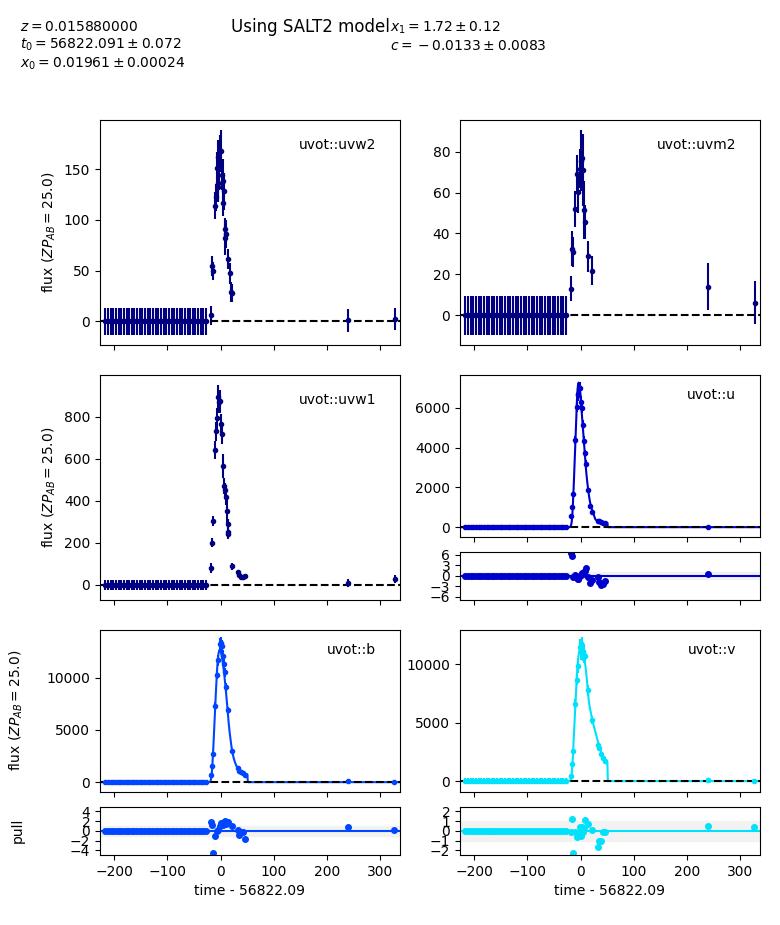 z = 0.015880000
Using SALT2 model
x₁ = 1.72 ± 0.12
t₀ = 56822.091 ± 0.072
c = −0.0133 ± 0.0083
x₀ = 0.01961 ± 0.00024
uvot::uvw2
150
100
50
0
flux (ZP_AB = 25.0)
uvot::uvm2
80
60
40
20
0
uvot::uvw1
800
600
400
200
0
flux (ZP_AB = 25.0)
uvot::u
6000
4000
2000
0
6
3
0
−3
−6
uvot::b
10000
5000
0
flux (ZP_AB = 25.0)
uvot::v
10000
5000
0
4
2
0
−2
−4
pull
2
1
0
−1
−2
−200 −100 0 100 200 300
time - 56822.09
−200 −100 0 100 200 300
time - 56822.09